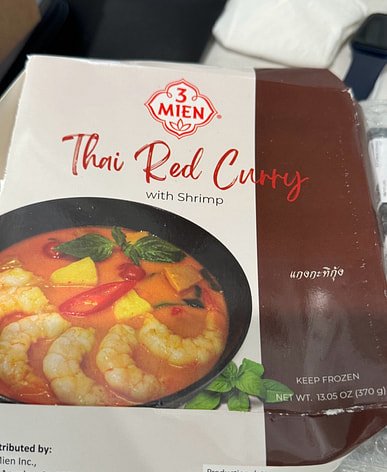 3
MIEN
®
Thai Red Curry
with Shrimp
แกงกะทิกุ้ง
KEEP FROZEN
NET WT. 13.05 OZ (370 g)
tributed by:
Mien Inc.,